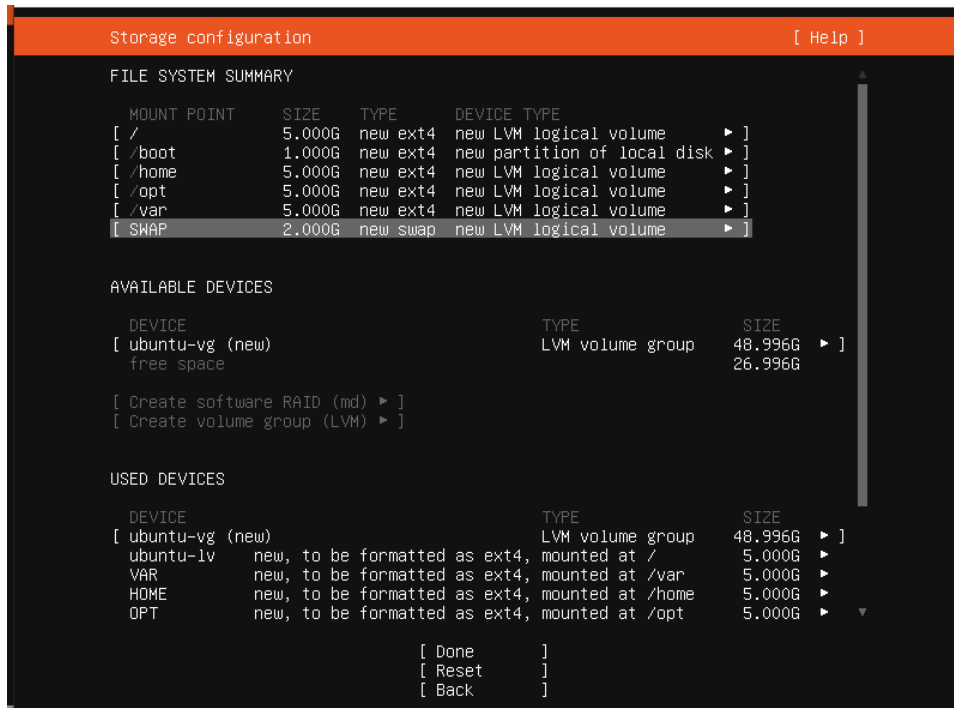 Storage configuration [ Help ]
FILE SYSTEM SUMMARY
MOUNT POINT SIZE TYPE DEVICE TYPE
[ / 5.000G new ext4 new LVM logical volume ▸ ]
[ /boot 1.000G new ext4 new partition of local disk ▸ ]
[ /home 5.000G new ext4 new LVM logical volume ▸ ]
[ /opt 5.000G new ext4 new LVM logical volume ▸ ]
[ /var 5.000G new ext4 new LVM logical volume ▸ ]
[ SWAP 2.000G new swap new LVM logical volume ▸ ]
AVAILABLE DEVICES
DEVICE TYPE SIZE
[ ubuntu-vg (new) LVM volume group 48.996G ▸ ]
free space 26.996G
[ Create software RAID (md) ▸ ]
[ Create volume group (LVM) ▸ ]
USED DEVICES
DEVICE TYPE SIZE
[ ubuntu-vg (new) LVM volume group 48.996G ▸ ]
ubuntu-lv new, to be formatted as ext4, mounted at / 5.000G ▸
VAR new, to be formatted as ext4, mounted at /var 5.000G ▸
HOME new, to be formatted as ext4, mounted at /home 5.000G ▸
OPT new, to be formatted as ext4, mounted at /opt 5.000G ▸
[ Done ]
[ Reset ]
[ Back ]